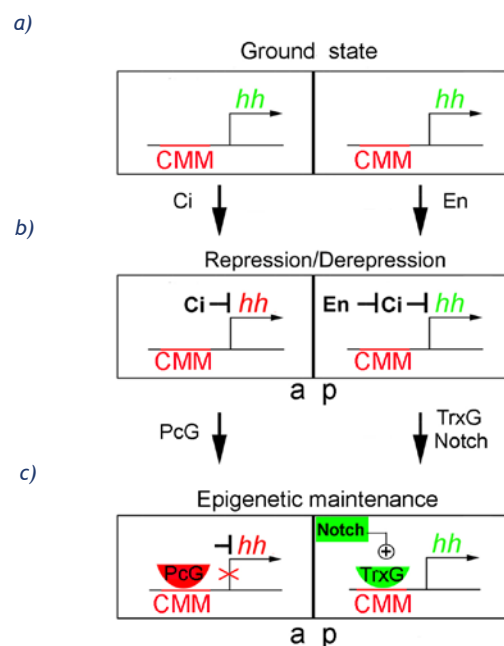 a)
Ground state
hh hh
CMM CMM
Ci En
b)
Repression/Derepression
Ci hh En Ci hh
CMM CMM
a p
PcG TrxG
Notch
c)
Epigenetic maintenance
Notch
hh hh
+
PcG TrxG
CMM CMM
a p